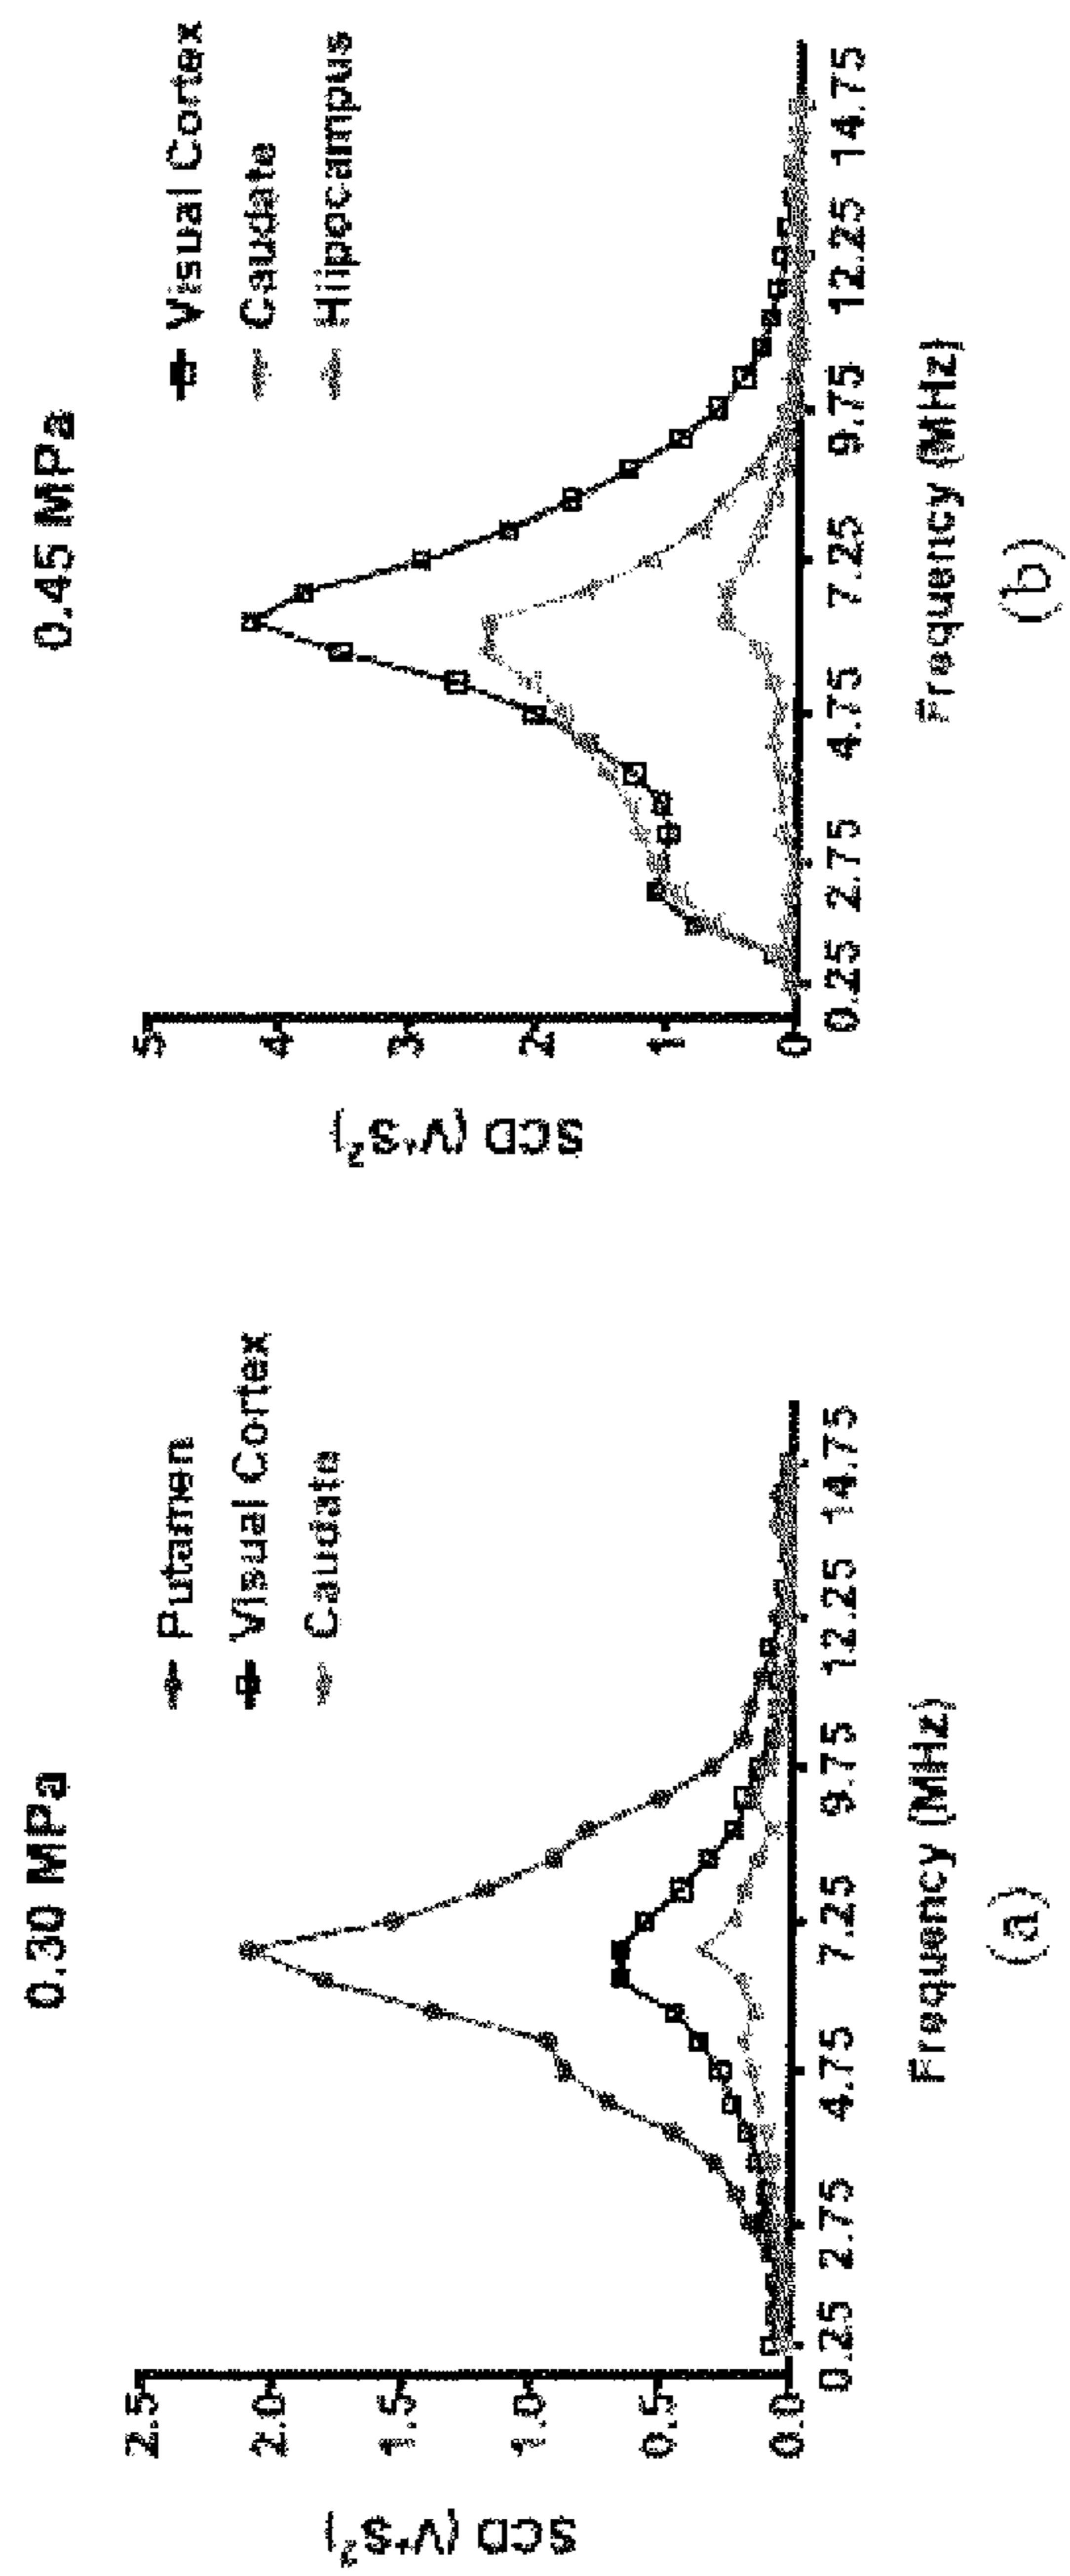 0.30 MPa
Putamen
Visual Cortex
Caudate
SCD (V*S²)
2.5
2.0
1.5
1.0
0.5
0.0
0.25 2.75 4.75 7.25 9.75 12.25 14.75
Frequency (MHz)
(a)
0.45 MPa
Visual Cortex
Caudate
Hiipocampus
SCD (V*S²)
5
4
3
2
1
0
0.25 2.75 4.75 7.25 9.75 12.25 14.75
Frequency (MHz)
(b)